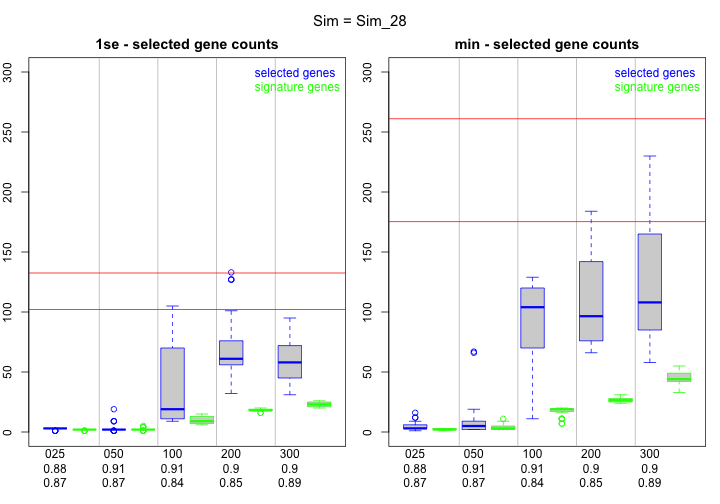 Sim = Sim_28
1se - selected gene counts
selected genes
signature genes
300
250
200
150
100
50
0
025 050 100 200 300
0.88 0.91 0.91 0.9 0.9
0.87 0.87 0.84 0.85 0.89
min - selected gene counts
selected genes
signature genes
300
250
200
150
100
50
0
025 050 100 200 300
0.88 0.91 0.91 0.9 0.9
0.87 0.87 0.84 0.85 0.89